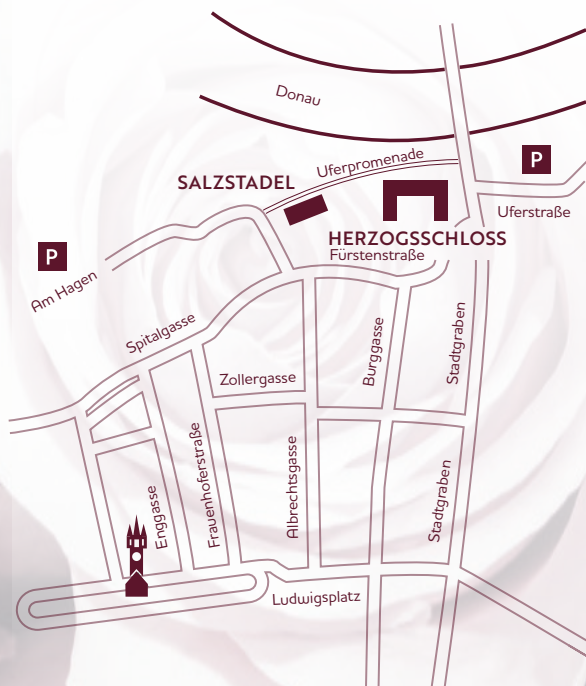 Donau
P
Uferpromenade
SALZSTADEL
Uferstraße
HERZOGSSCHLOSS
Fürstenstraße
P
Am Hagen
Spitalgasse
Burggasse
Stadtgraben
Zollergasse
Frauenhoferstraße
Albrechtsgasse
Stadtgraben
Enggasse
Ludwigsplatz